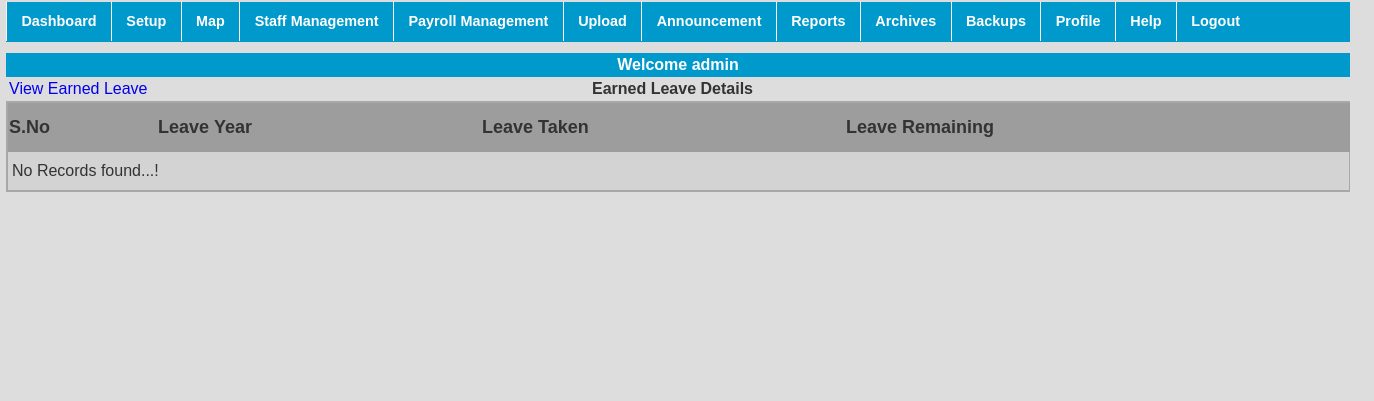 Dashboard Setup Map Staff Management Payroll Management Upload Announcement Reports Archives Backups Profile Help Logout
Welcome admin
View Earned Leave Earned Leave Details
S.No Leave Year Leave Taken Leave Remaining
No Records found...!